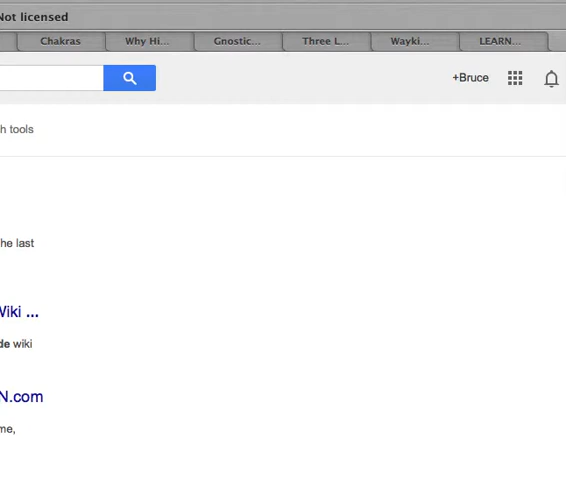 Not licensed
Chakras Why Hi... Gnostic... Three L... Wayki... LEARN...
+Bruce
h tools
he last
Wiki ...
de wiki
N.com
me,